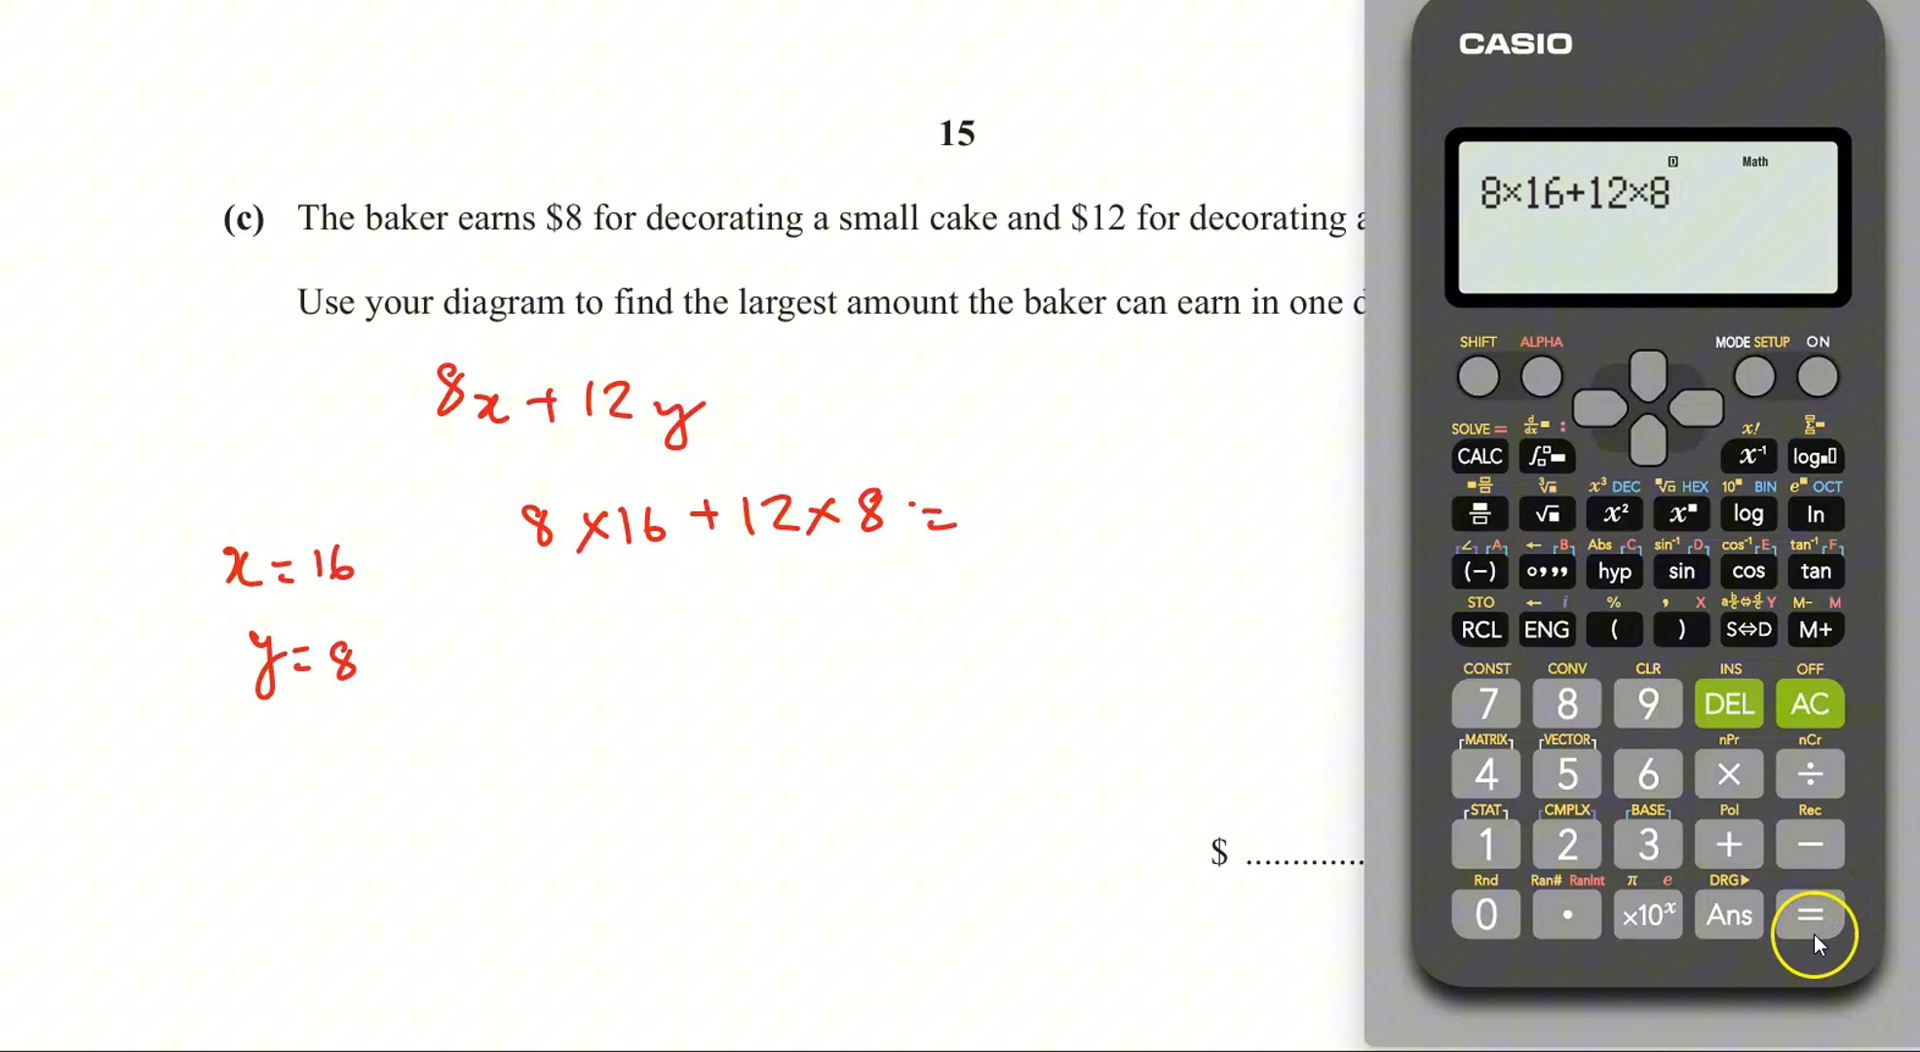 15
(c) The baker earns $8 for decorating a small cake and $12 for decorating
Use your diagram to find the largest amount the baker can earn in one
8x + 12y
8 × 16 + 12 × 8 =
x = 16
y = 8
$ .............
CASIO
D Math
8×16+12×8
SHIFT ALPHA MODE SETUP ON
SOLVE = d/dx :  x!
CALC x⁻¹ log
x³ DEC HEX 10 BIN e OCT
√ x² x log ln
∠ A ← B Abs C sin⁻¹ D cos⁻¹ E tan⁻¹ F
(−) hyp sin cos tan
STO ← i % , X Y M− M
RCL ENG ( ) S⇔D M+
CONST CONV CLR INS OFF
7 8 9 DEL AC
MATRIX VECTOR nPr nCr
4 5 6 × ÷
STAT CMPLX BASE Pol Rec
1 2 3 + −
Rnd Ran# RanInt π e DRG▶
0 . ×10ˣ Ans =